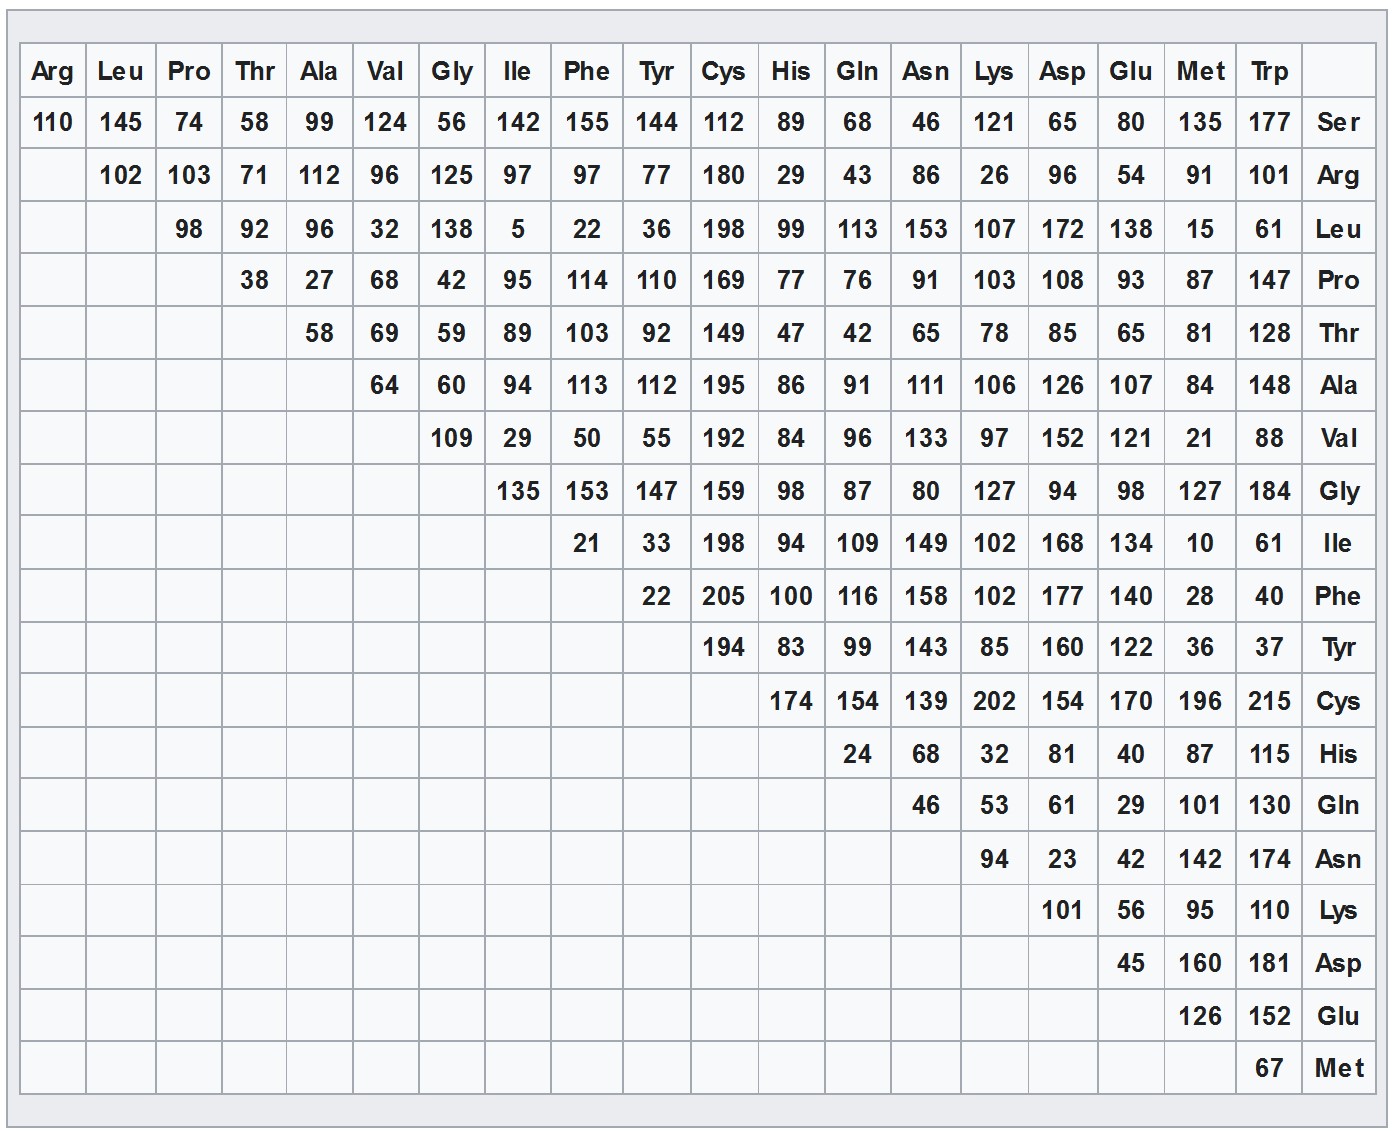 Arg Leu Pro Thr Ala Val Gly Ile Phe Tyr Cys His Gln Asn Lys Asp Glu Met Trp
110 145 74 58 99 124 56 142 155 144 112 89 68 46 121 65 80 135 177 Ser
102 103 71 112 96 125 97 97 77 180 29 43 86 26 96 54 91 101 Arg
98 92 96 32 138 5 22 36 198 99 113 153 107 172 138 15 61 Leu
38 27 68 42 95 114 110 169 77 76 91 103 108 93 87 147 Pro
58 69 59 89 103 92 149 47 42 65 78 85 65 81 128 Thr
64 60 94 113 112 195 86 91 111 106 126 107 84 148 Ala
109 29 50 55 192 84 96 133 97 152 121 21 88 Val
135 153 147 159 98 87 80 127 94 98 127 184 Gly
21 33 198 94 109 149 102 168 134 10 61 Ile
22 205 100 116 158 102 177 140 28 40 Phe
194 83 99 143 85 160 122 36 37 Tyr
174 154 139 202 154 170 196 215 Cys
24 68 32 81 40 87 115 His
46 53 61 29 101 130 Gln
94 23 42 142 174 Asn
101 56 95 110 Lys
45 160 181 Asp
126 152 Glu
67 Met